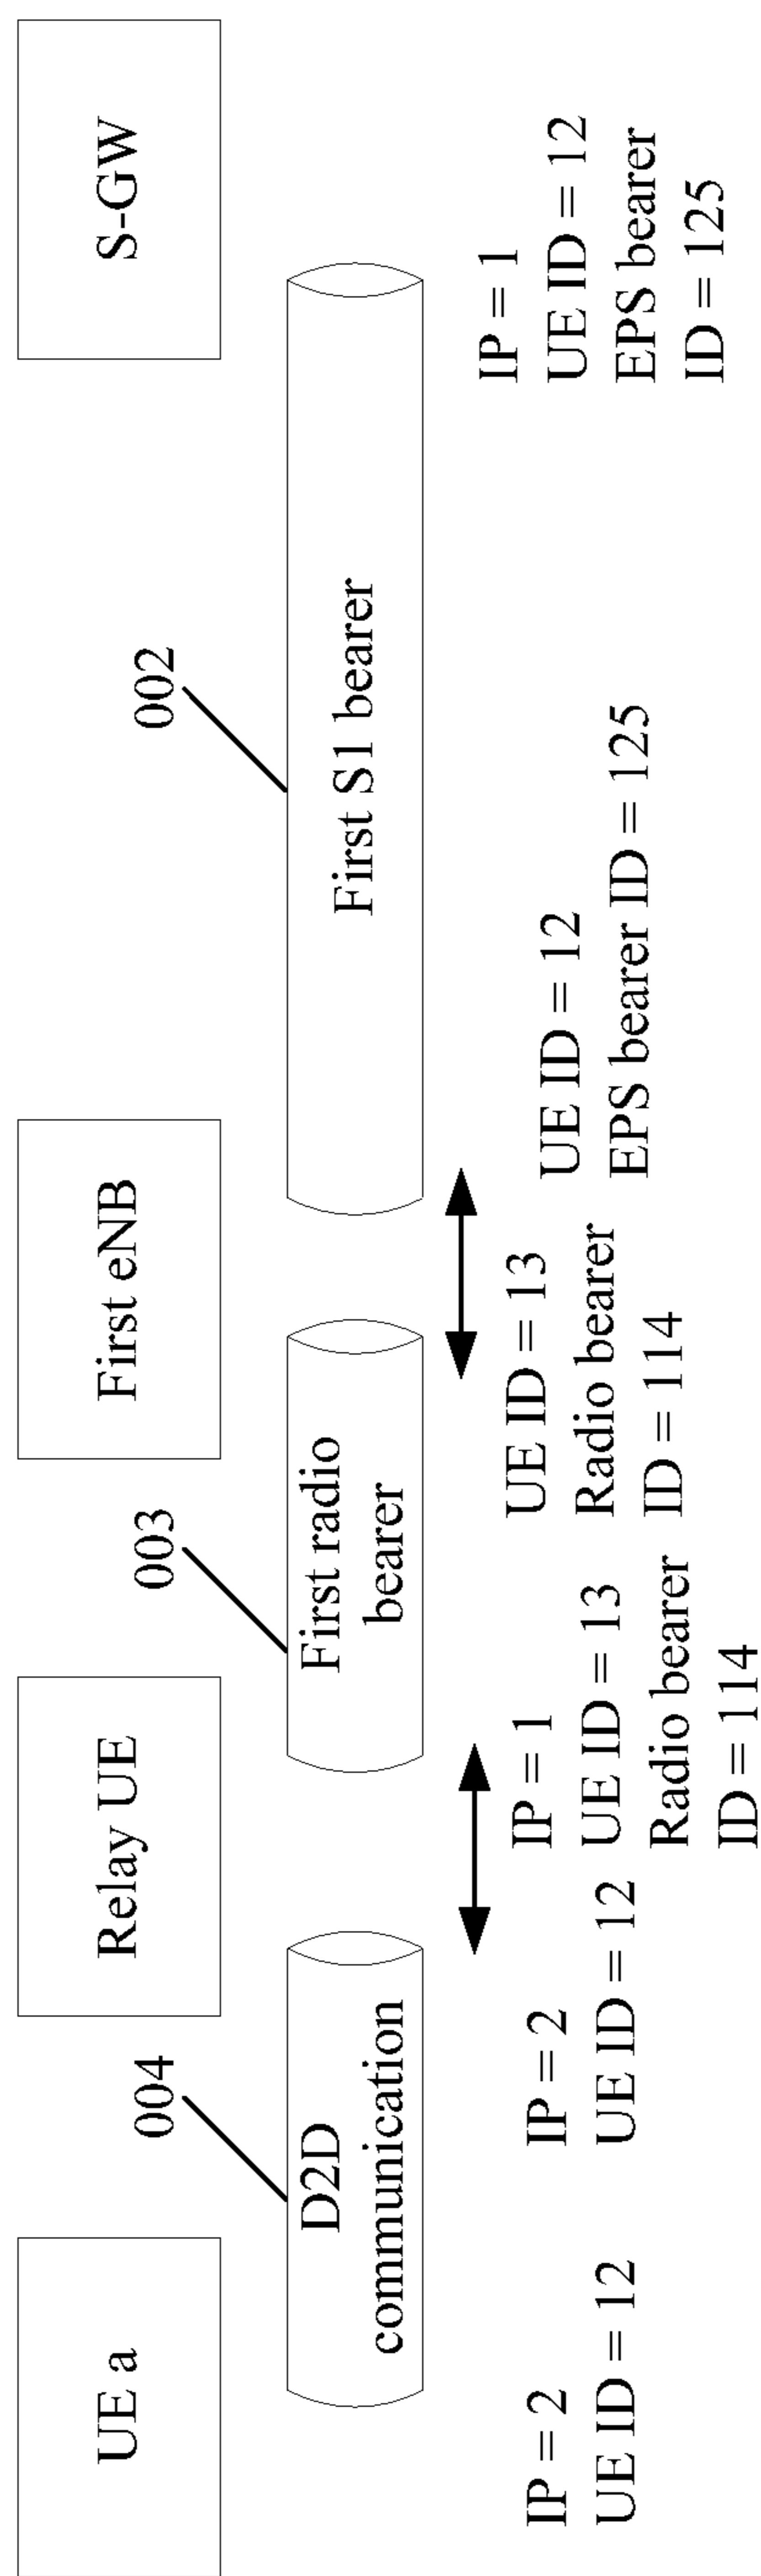 UE a
Relay UE
First eNB
S-GW
004
003
002
D2D
communication
First radio
bearer
First S1 bearer
IP = 2
UE ID = 12
IP = 2
UE ID = 12
IP = 1
UE ID = 13
Radio bearer
ID = 114
UE ID = 13
Radio bearer
ID = 114
UE ID = 12
EPS bearer ID = 125
IP = 1
UE ID = 12
EPS bearer
ID = 125